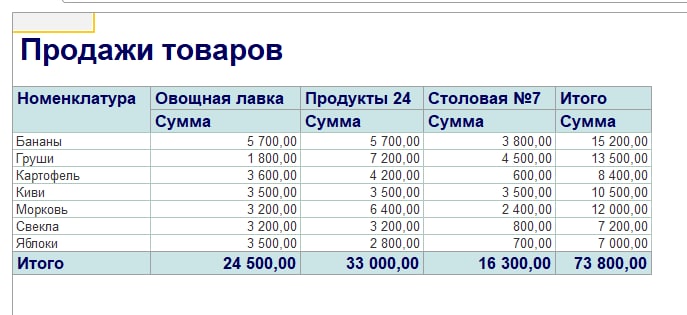 Продажи товаров
Номенклатура Овощная лавка Продукты 24 Столовая №7 Итого
Сумма Сумма Сумма Сумма
Бананы 5 700,00 5 700,00 3 800,00 15 200,00
Груши 1 800,00 7 200,00 4 500,00 13 500,00
Картофель 3 600,00 4 200,00 600,00 8 400,00
Киви 3 500,00 3 500,00 3 500,00 10 500,00
Морковь 3 200,00 6 400,00 2 400,00 12 000,00
Свекла 3 200,00 3 200,00 800,00 7 200,00
Яблоки 3 500,00 2 800,00 700,00 7 000,00
Итого 24 500,00 33 000,00 16 300,00 73 800,00